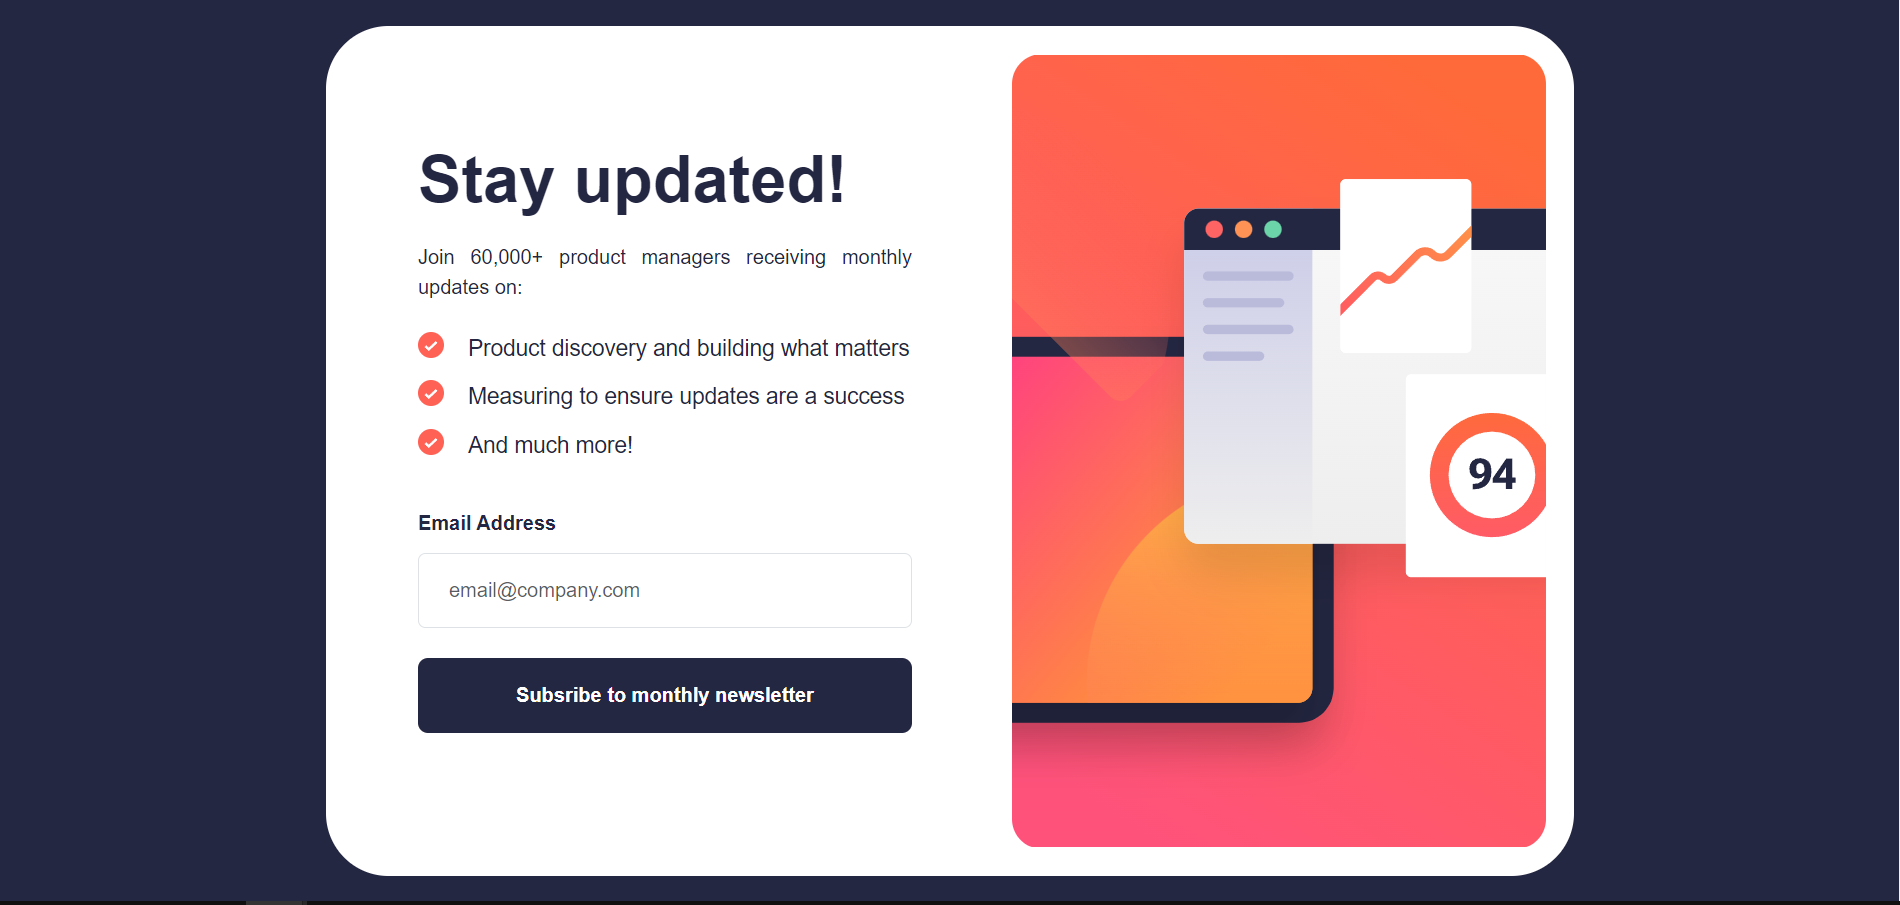 Stay updated!
Join 60,000+ product managers receiving monthly
updates on:
Product discovery and building what matters
Measuring to ensure updates are a success
And much more!
Email Address
email@company.com
Subsribe to monthly newsletter
94